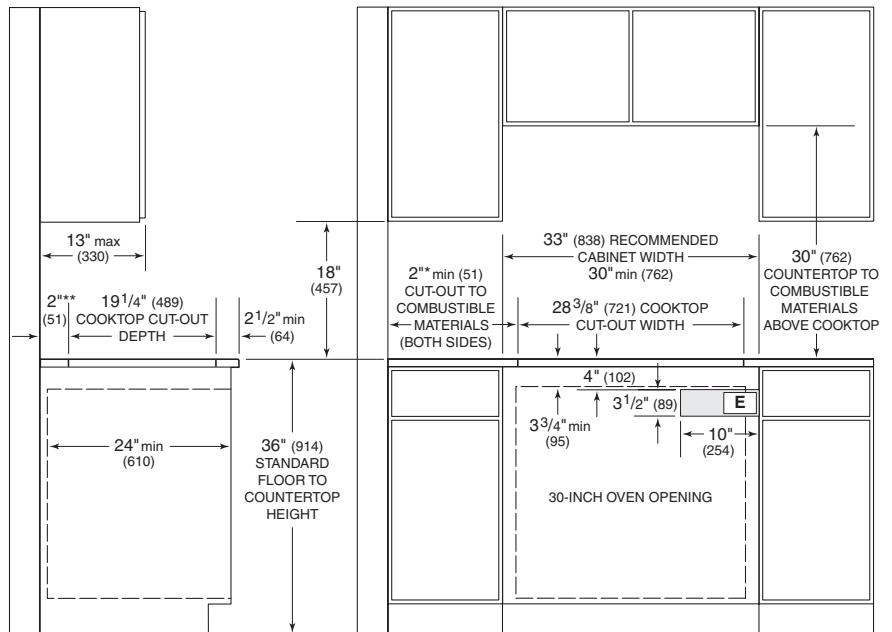 13" max
(330)
2"**
(51)
19 1/4" (489)
COOKTOP CUT-OUT
DEPTH
2 1/2" min
(64)
18"
(457)
24" min
(610)
36" (914)
STANDARD
FLOOR TO
COUNTERTOP
HEIGHT
2"* min (51)
CUT-OUT TO
COMBUSTIBLE
MATERIALS
(BOTH SIDES)
33" (838) RECOMMENDED
CABINET WIDTH
30" min (762)
28 3/8" (721) COOKTOP
CUT-OUT WIDTH
30" (762)
COUNTERTOP TO
COMBUSTIBLE
MATERIALS
ABOVE COOKTOP
4" (102)
3 1/2" (89)
E
3 3/4" min
(95)
10"
(254)
30-INCH OVEN OPENING